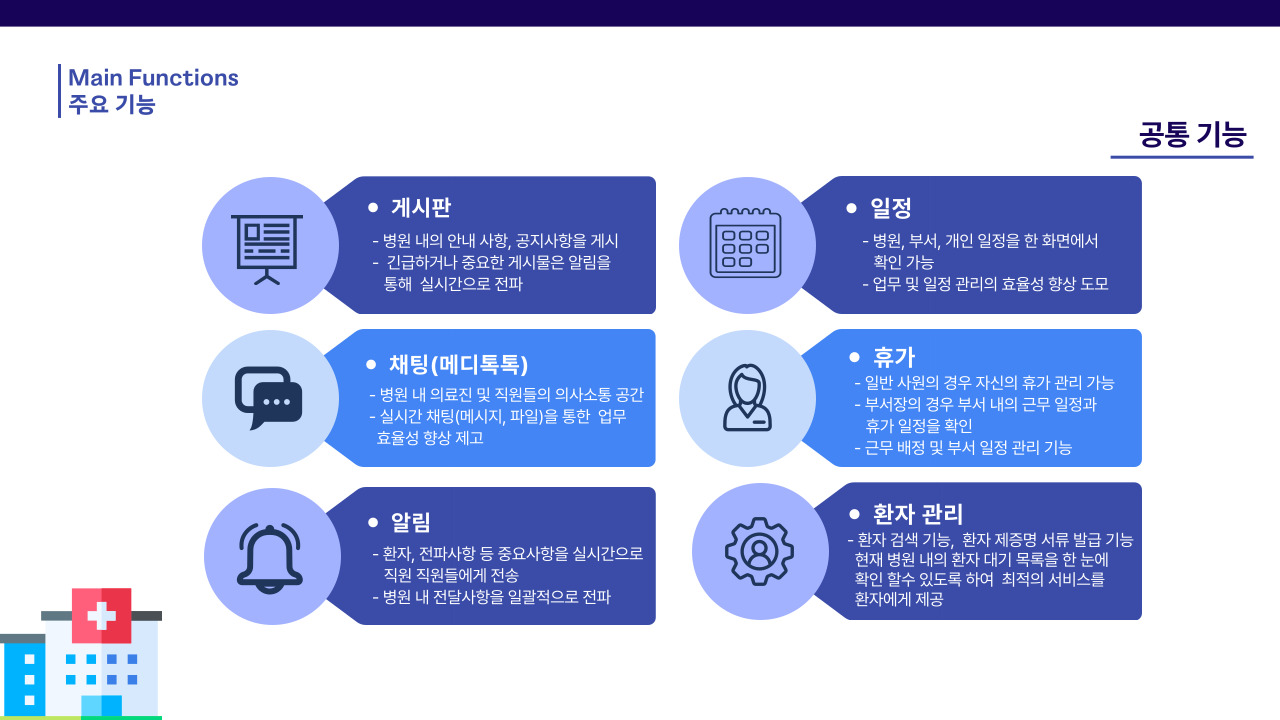 Main Functions
주요 기능
공통 기능
● 게시판
- 병원 내의 안내 사항, 공지사항을 게시
- 긴급하거나 중요한 게시물은 알림을
통해 실시간으로 전파
● 일정
- 병원, 부서, 개인 일정을 한 화면에서
확인 가능
- 업무 및 일정 관리의 효율성 향상 도모
● 채팅(메디톡톡)
- 병원 내 의료진 및 직원들의 의사소통 공간
- 실시간 채팅(메시지, 파일)을 통한 업무
효율성 향상 제고
● 휴가
- 일반 사원의 경우 자신의 휴가 관리 가능
- 부서장의 경우 부서 내의 근무 일정과
휴가 일정을 확인
- 근무 배정 및 부서 일정 관리 기능
● 알림
- 환자, 전파사항 등 중요사항을 실시간으로
직원 직원들에게 전송
- 병원 내 전달사항을 일괄적으로 전파
● 환자 관리
- 환자 검색 기능, 환자 제증명 서류 발급 기능
현재 병원 내의 환자 대기 목록을 한 눈에
확인 할수 있도록 하여 최적의 서비스를
환자에게 제공